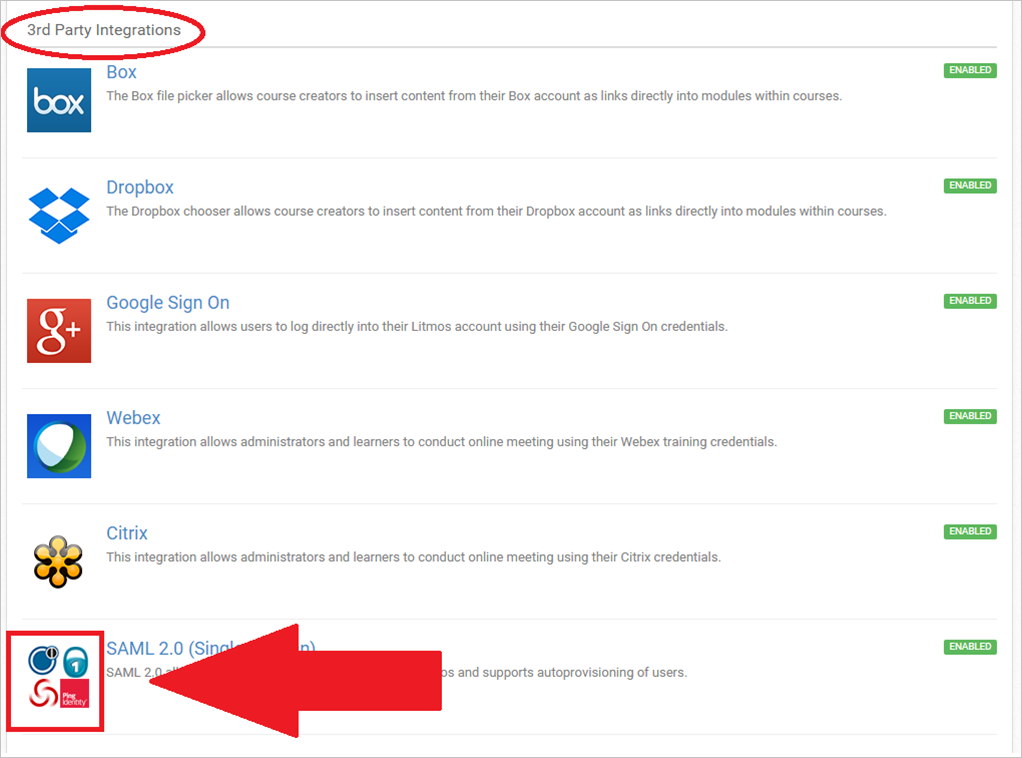 3rd Party Integrations
Box
ENABLED
The Box file picker allows course creators to insert content from their Box account as links directly into modules within courses.
box
Dropbox
ENABLED
The Dropbox chooser allows course creators to insert content from their Dropbox account as links directly into modules within courses.
Google Sign On
ENABLED
This integration allows users to log directly into their Litmos account using their Google Sign On credentials.
g+
Webex
ENABLED
This integration allows administrators and learners to conduct online meeting using their Webex training credentials.
Citrix
ENABLED
This integration allows administrators and learners to conduct online meeting using their Citrix credentials.
SAML 2.0 (Sing n)
ENABLED
SAML 2.0 os and supports autoprovisioning of users.
1
Ping
Identity